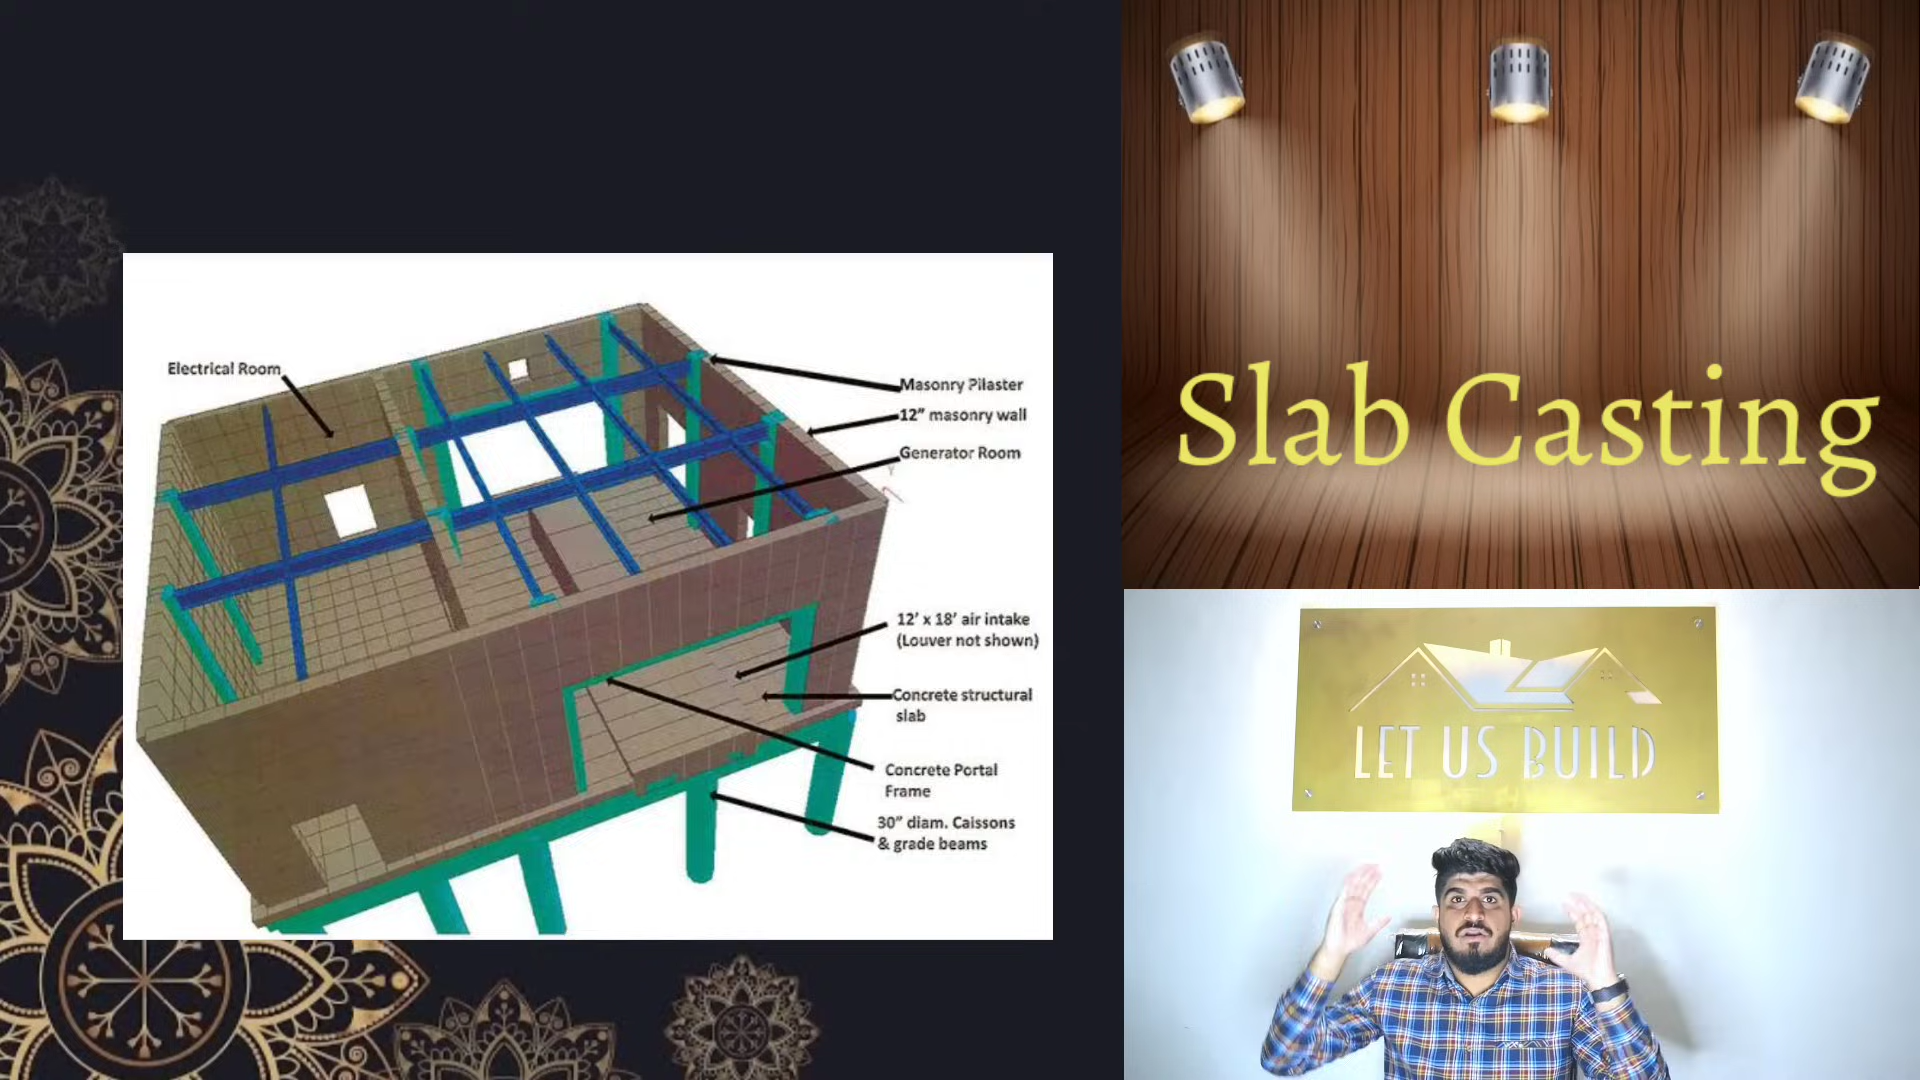 Electrical Room
Masonry Pilaster
12” masonry wall
Generator Room
12’ x 18’ air intake
(Louver not shown)
Concrete structural
slab
Concrete Portal
Frame
30” diam. Caissons
& grade beams
Y
Slab Casting
LET US BUILD